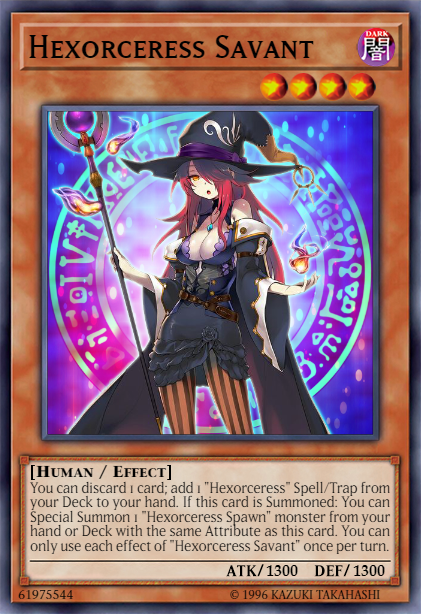 Hexorceress Savant
DARK
闇
[Human / Effect]
You can discard 1 card; add 1 "Hexorceress" Spell/Trap from
your Deck to your hand. If this card is Summoned: You can
Special Summon 1 "Hexorceress Spawn" monster from your
hand or Deck with the same Attribute as this card. You can
only use each effect of "Hexorceress Savant" once per turn.
ATK/1300 DEF/1300
61975544 © 1996 KAZUKI TAKAHASHI